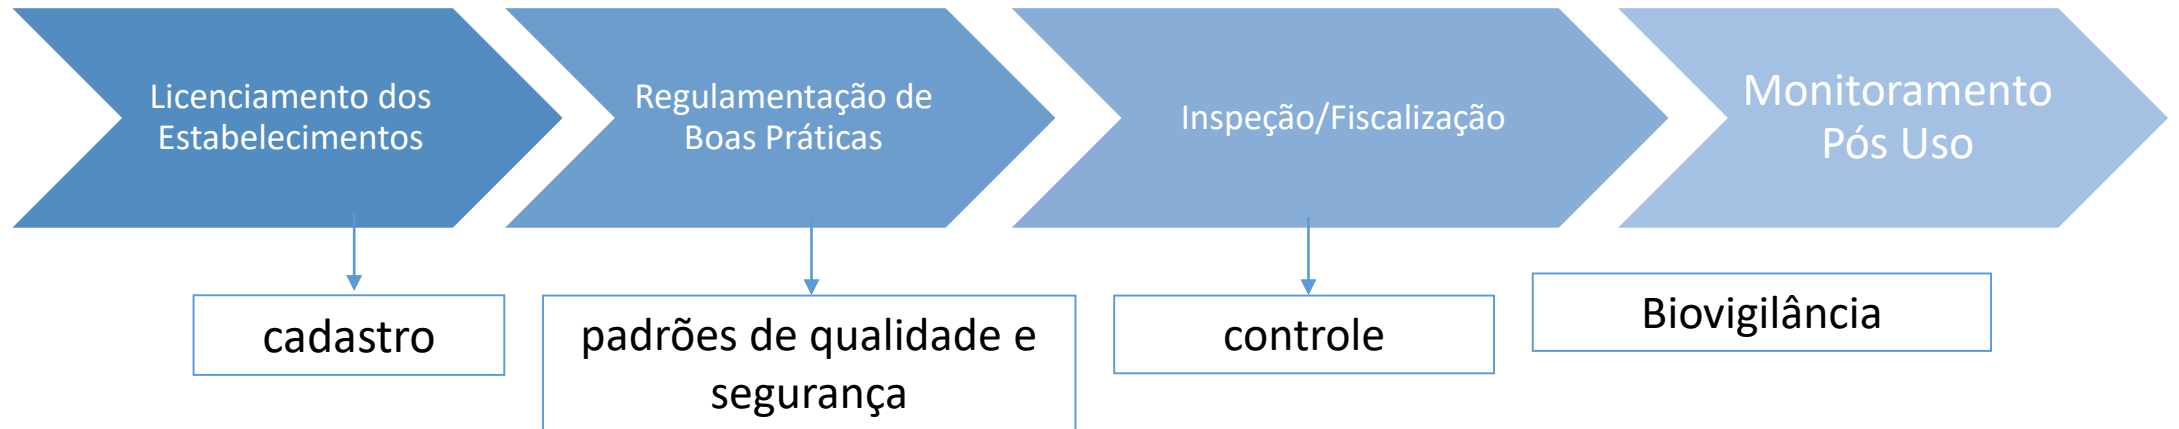 Licenciamento dos
Estabelecimentos
Regulamentação de
Boas Práticas
Inspeção/Fiscalização
Monitoramento
Pós Uso
cadastro
padrões de qualidade e
segurança
controle
Biovigilância